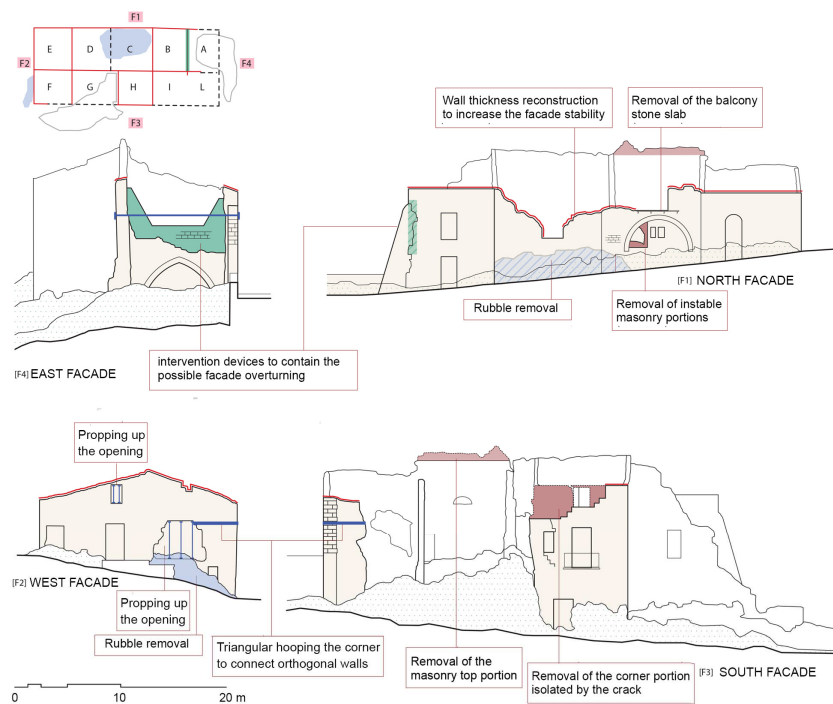 F1
E D C B A
F2
F4
F G H I L
F3
Wall thickness reconstruction
to increase the facade stability
Removal of the balcony
stone slab
[F1] NORTH FACADE
Rubble removal
Removal of instable
masonry portions
intervention devices to contain the
possible facade overturning
[F4] EAST FACADE
Propping up
the opening
[F2] WEST FACADE
Propping up
the opening
Rubble removal
Triangular hooping the corner
to connect orthogonal walls
Removal of the
masonry top portion
Removal of the corner portion
isolated by the crack
[F3] SOUTH FACADE
0 10 20 m